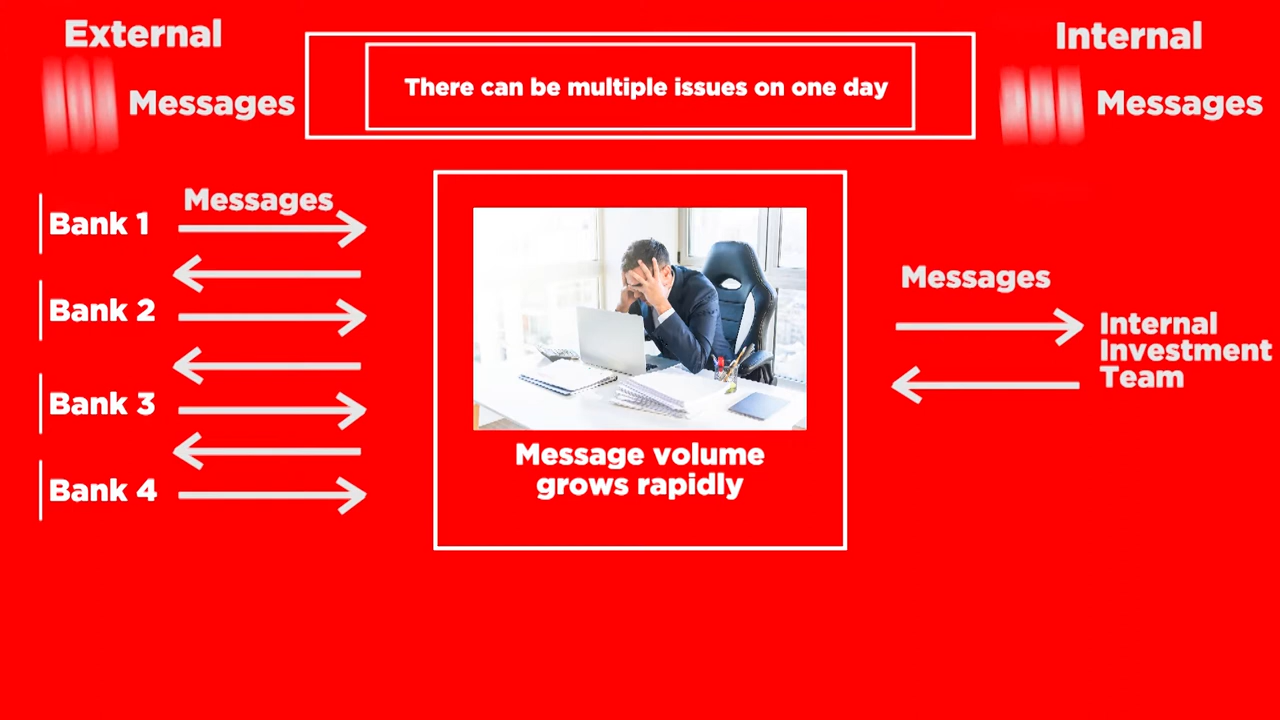 External
Messages
There can be multiple issues on one day
Internal
Messages
Messages
Bank 1
Bank 2
Bank 3
Bank 4
Message volume
grows rapidly
Messages
Internal
Investment
Team